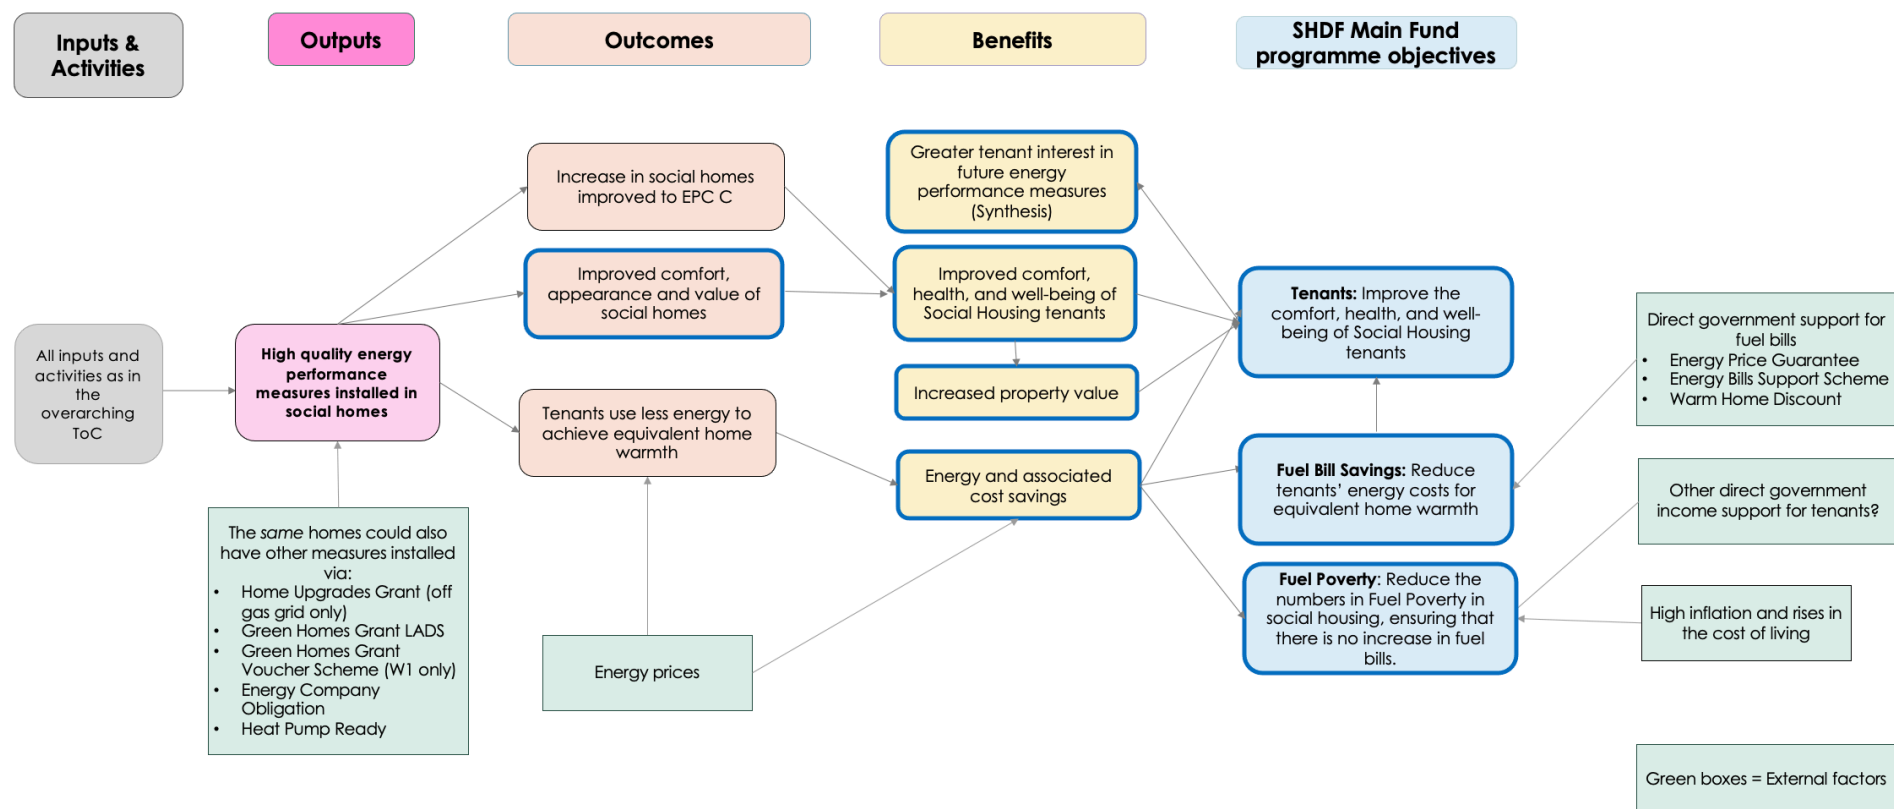 Inputs &
Activities
Outputs
Outcomes
Benefits
SHDF Main Fund
programme objectives
All inputs and
activities as in
the
overarching
ToC
High quality energy
performance
measures installed in
social homes
The same homes could also
have other measures installed
via:
• Home Upgrades Grant (off
gas grid only)
• Green Homes Grant LADS
• Green Homes Grant
Voucher Scheme (W1 only)
• Energy Company
Obligation
• Heat Pump Ready
Increase in social homes
improved to EPC C
Improved comfort,
appearance and value of
social homes
Tenants use less energy to
achieve equivalent home
warmth
Energy prices
Greater tenant interest in
future energy
performance measures
(Synthesis)
Improved comfort,
health, and well-being of
Social Housing tenants
Increased property value
Energy and associated
cost savings
Tenants: Improve the
comfort, health, and well-
being of Social Housing
tenants
Fuel Bill Savings: Reduce
tenants’ energy costs for
equivalent home warmth
Fuel Poverty: Reduce the
numbers in Fuel Poverty in
social housing, ensuring that
there is no increase in fuel
bills.
Direct government support for
fuel bills
• Energy Price Guarantee
• Energy Bills Support Scheme
• Warm Home Discount
Other direct government
income support for tenants?
High inflation and rises in
the cost of living
Green boxes = External factors